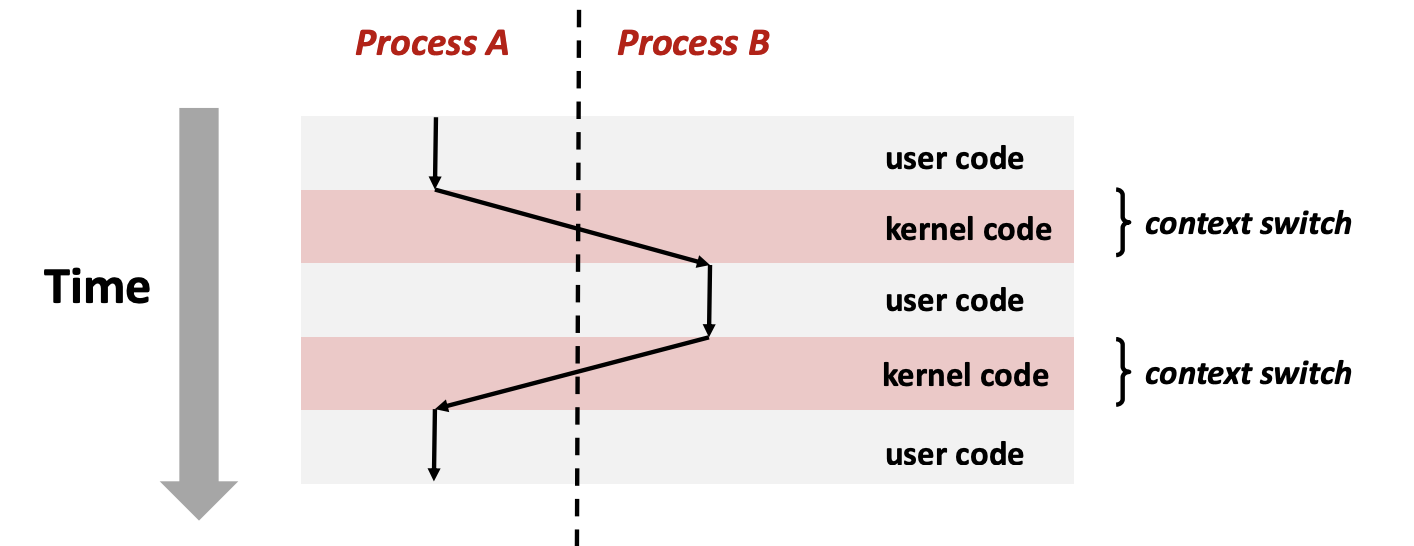 Process A
Process B
user code
kernel code
context switch
Time
user code
kernel code
context switch
user code